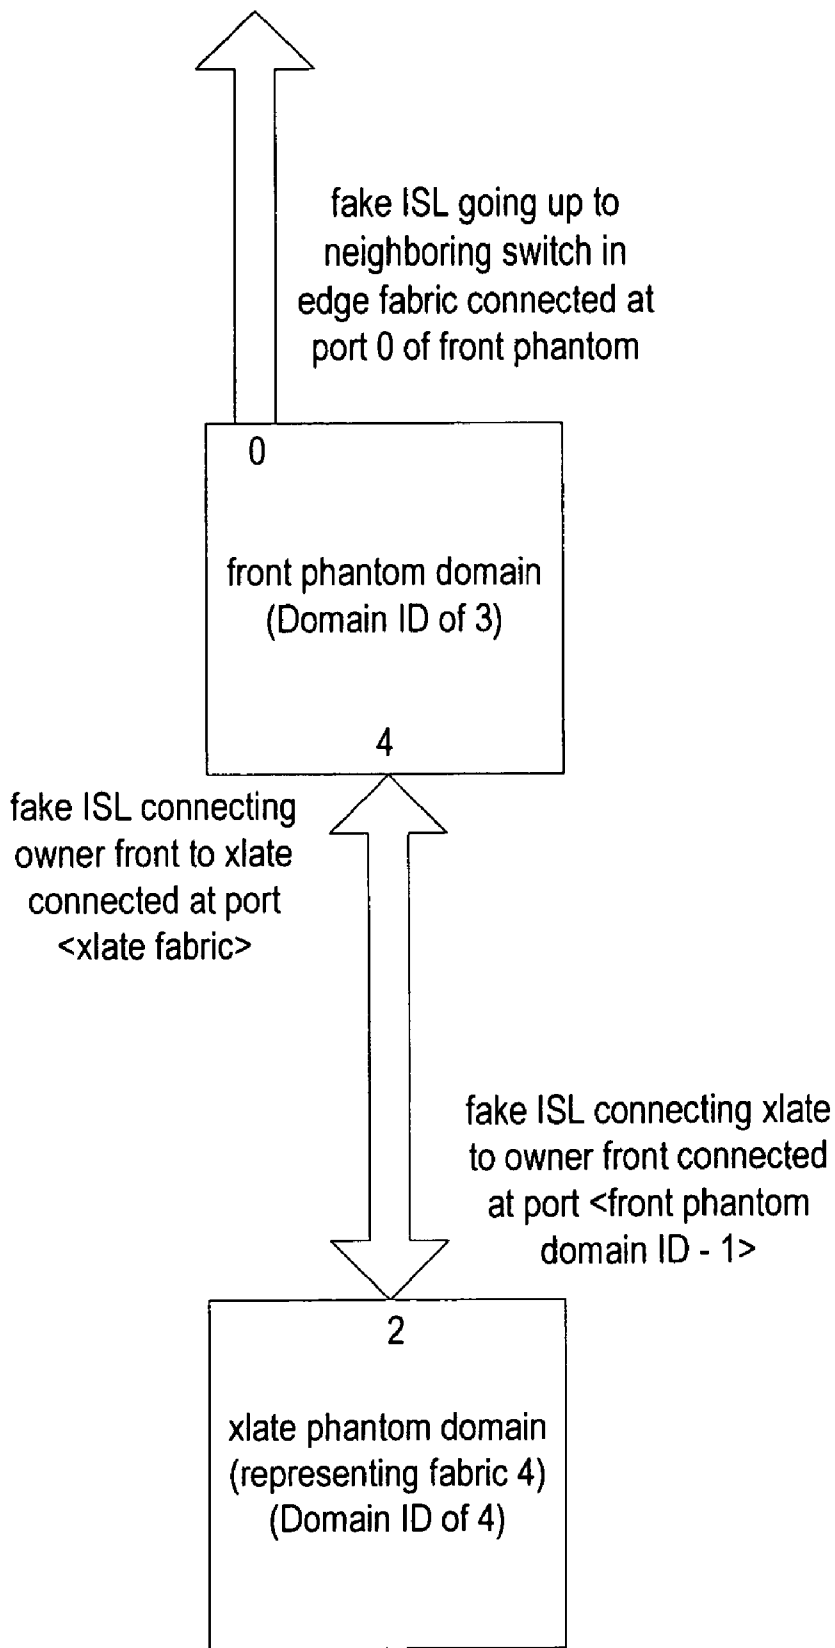 fake ISL going up to
neighboring switch in
edge fabric connected at
port 0 of front phantom
0
front phantom domain
(Domain ID of 3)
4
fake ISL connecting
owner front to xlate
connected at port
<xlate fabric>
fake ISL connecting xlate
to owner front connected
at port <front phantom
domain ID - 1>
2
xlate phantom domain
(representing fabric 4)
(Domain ID of 4)